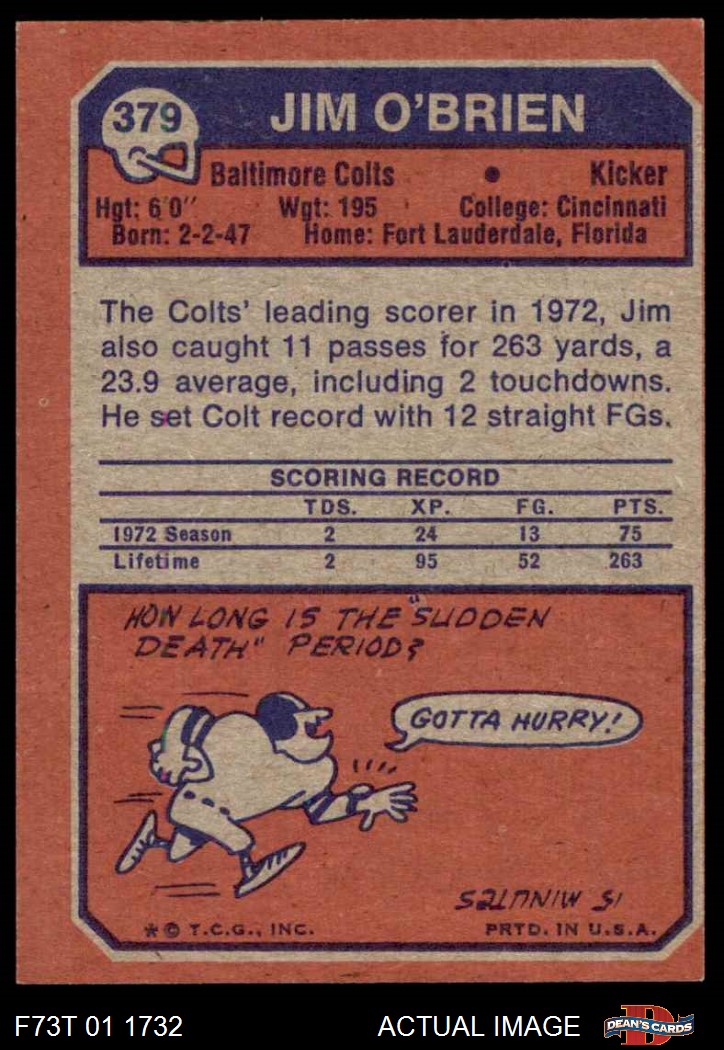 379
JIM O'BRIEN
Baltimore Colts • Kicker
Hgt: 6'0" Wgt: 195 College: Cincinnati
Born: 2-2-47 Home: Fort Lauderdale, Florida
The Colts' leading scorer in 1972, Jim
also caught 11 passes for 263 yards, a
23.9 average, including 2 touchdowns.
He set Colt record with 12 straight FGs.
SCORING RECORD
TDS. XP. FG. PTS.
1972 Season 2 24 13 75
Lifetime 2 95 52 263
HOW LONG IS THE "SUDDEN
DEATH" PERIOD?
GOTTA HURRY!
15 MINUTES
*© T.C.G., INC. PRTD. IN U.S.A.
F73T 01 1732 ACTUAL IMAGE D DEAN'S CARDS